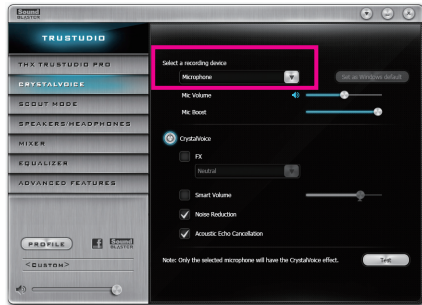 Sound
BLASTER
TRUSTUDIO
THX TRUSTUDIO PRO
CRYSTALVOICE
SCOUT MODE
SPEAKERS/HEADPHONES
MIXER
EQUALIZER
ADVANCED FEATURES
PROFILE
f
Sound
BLASTER
<Custom>
Select a recording device
Microphone
Set as Windows default
Mic Volume
Mic Boost
CrystalVoice
FX
Neutral
Smart Volume
Noise Reduction
Acoustic Echo Cancellation
Note: Only the selected microphone will have the CrystalVoice effect.
Test